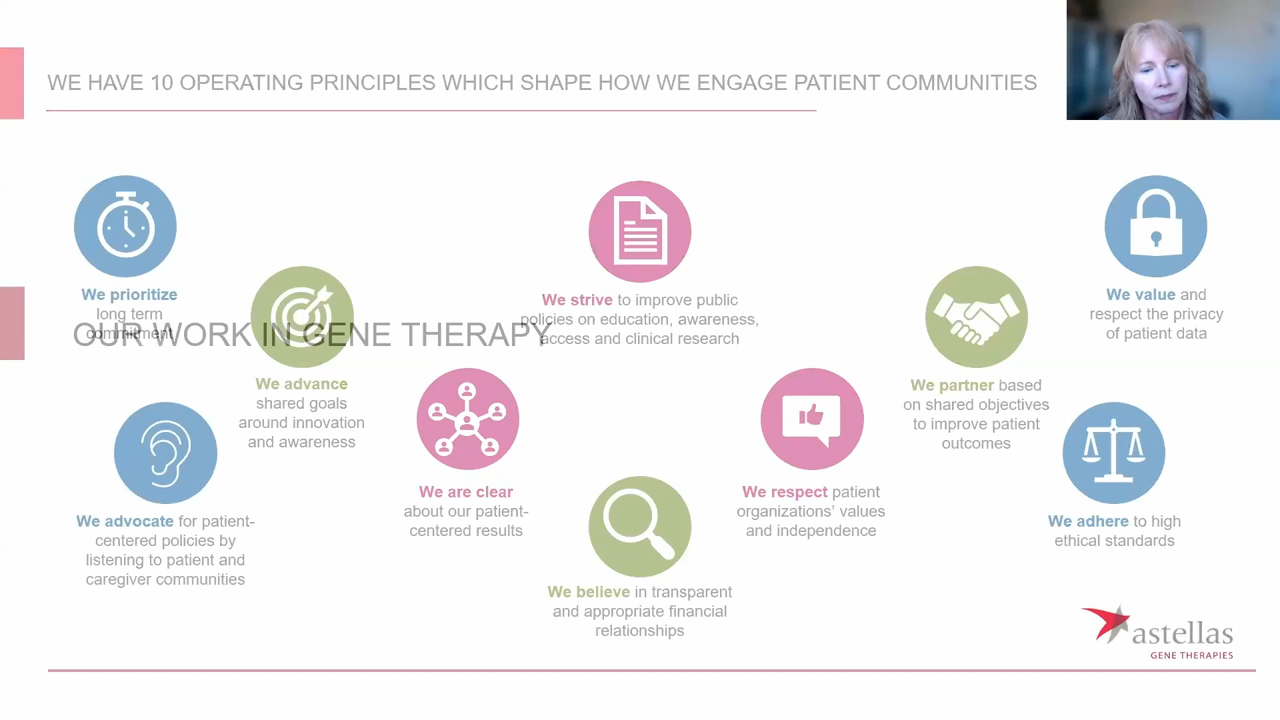 WE HAVE 10 OPERATING PRINCIPLES WHICH SHAPE HOW WE ENGAGE PATIENT COMMUNITIES
We prioritize
long term
commitment
OUR WORK IN GENE THERAPY
We advance
shared goals
around innovation
and awareness
We advocate for patient-
centered policies by
listening to patient and
caregiver communities
We are clear
about our patient-
centered results
We strive to improve public
policies on education, awareness,
access and clinical research
We believe in transparent
and appropriate financial
relationships
We respect patient
organizations' values
and independence
We partner based
on shared objectives
to improve patient
outcomes
We value and
respect the privacy
of patient data
We adhere to high
ethical standards
astellas
GENE THERAPIES